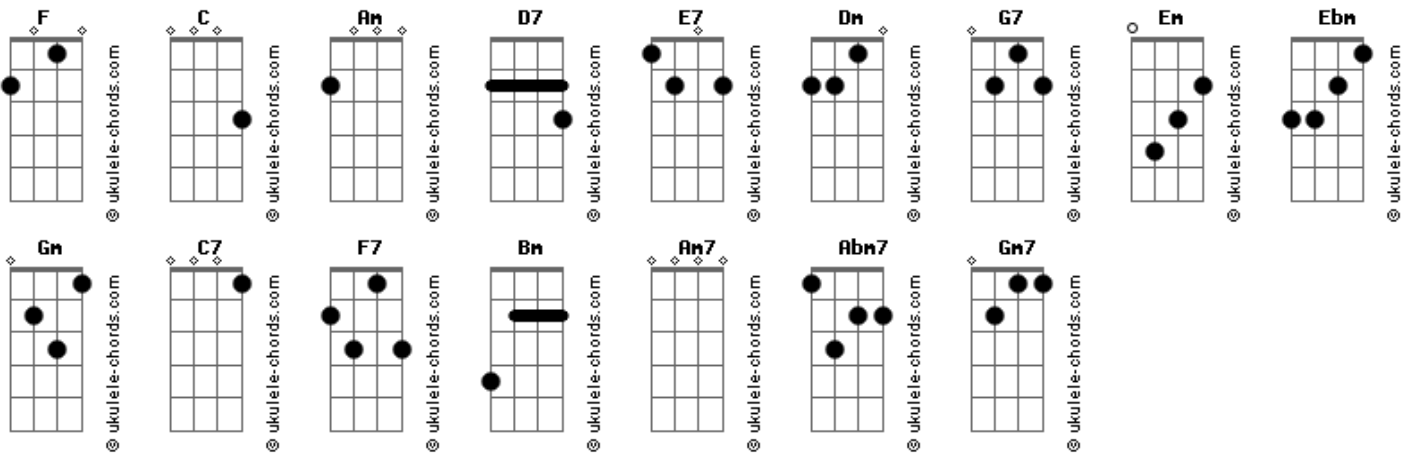 F C Am D7 E7 Dm G7 Em Ebm
© ukulele-chords.com © ukulele-chords.com © ukulele-chords.com © ukulele-chords.com © ukulele-chords.com © ukulele-chords.com © ukulele-chords.com © ukulele-chords.com © ukulele-chords.com
Gm C7 F7 Bm Am7 Abm7 Gm7
© ukulele-chords.com © ukulele-chords.com © ukulele-chords.com © ukulele-chords.com © ukulele-chords.com © ukulele-chords.com © ukulele-chords.com